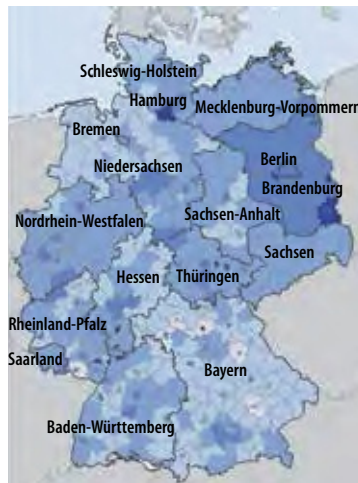 Schleswig-Holstein
Hamburg
Mecklenburg-Vorpommern
Bremen
Berlin
Niedersachsen
Brandenburg
Nordrhein-Westfalen
Sachsen-Anhalt
Sachsen
Hessen
Thüringen
Rheinland-Pfalz
Saarland
Bayern
Baden-Württemberg